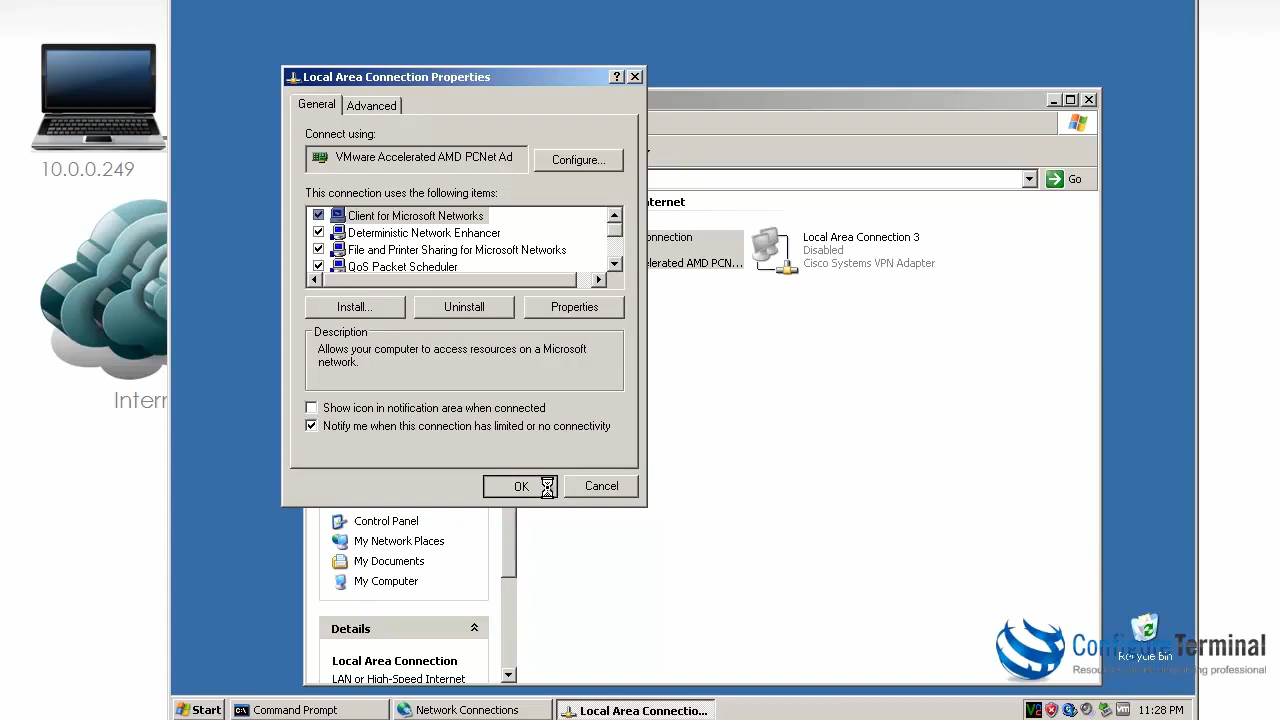 Local Area Connection Properties
General
Advanced
Connect using:
VMware Accelerated AMD PCNet Ad
Configure...
This connection uses the following items:
Client for Microsoft Networks
Deterministic Network Enhancer
File and Printer Sharing for Microsoft Networks
QoS Packet Scheduler
Install...
Uninstall
Properties
Description
Allows your computer to access resources on a Microsoft
network.
Show icon in notification area when connected
Notify me when this connection has limited or no connectivity
OK
Cancel
10.0.0.249
Intern
Go
ternet
onnection
elerated AMD PCN...
Local Area Connection 3
Disabled
Cisco Systems VPN Adapter
Control Panel
My Network Places
My Documents
My Computer
Details
Local Area Connection
LAN or High-Speed Internet
Terminal
Recycle Bin
professional
Start
Command Prompt
Network Connections
Local Area Connectio...
V2
11:28 PM